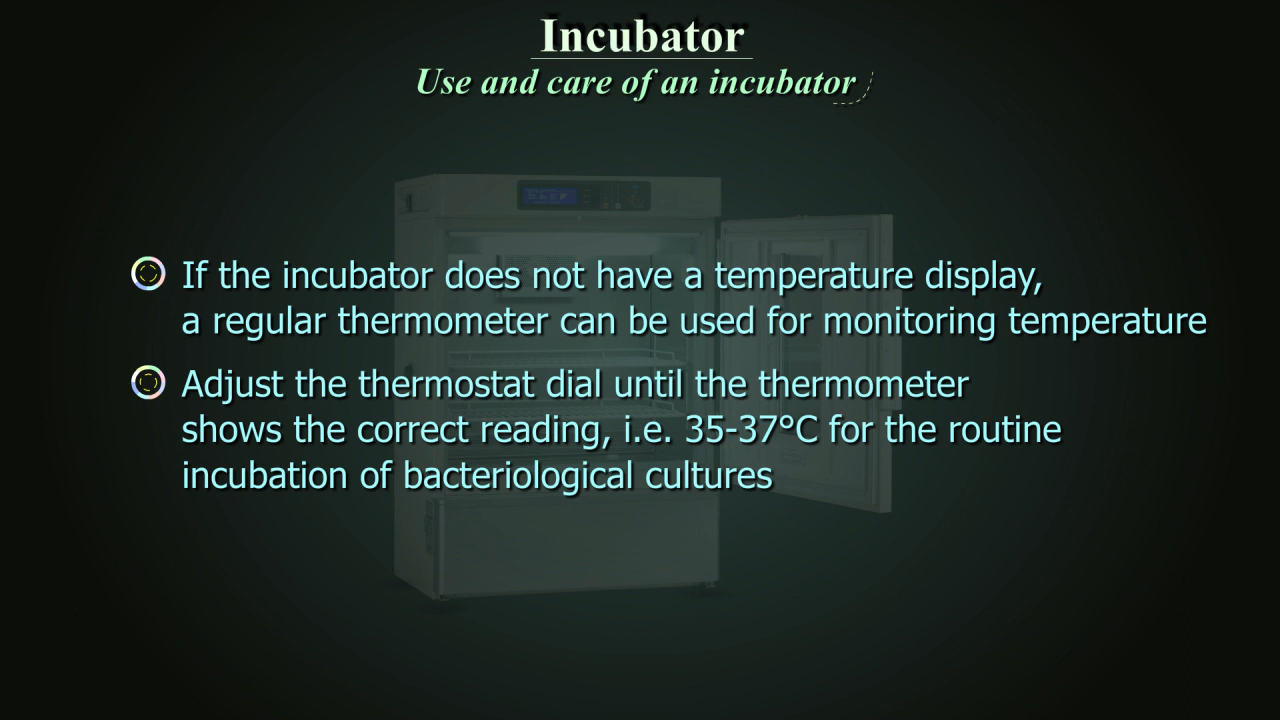 Incubator
Use and care of an incubator
If the incubator does not have a temperature display,
a regular thermometer can be used for monitoring temperature
Adjust the thermostat dial until the thermometer
shows the correct reading, i.e. 35-37°C for the routine
incubation of bacteriological cultures